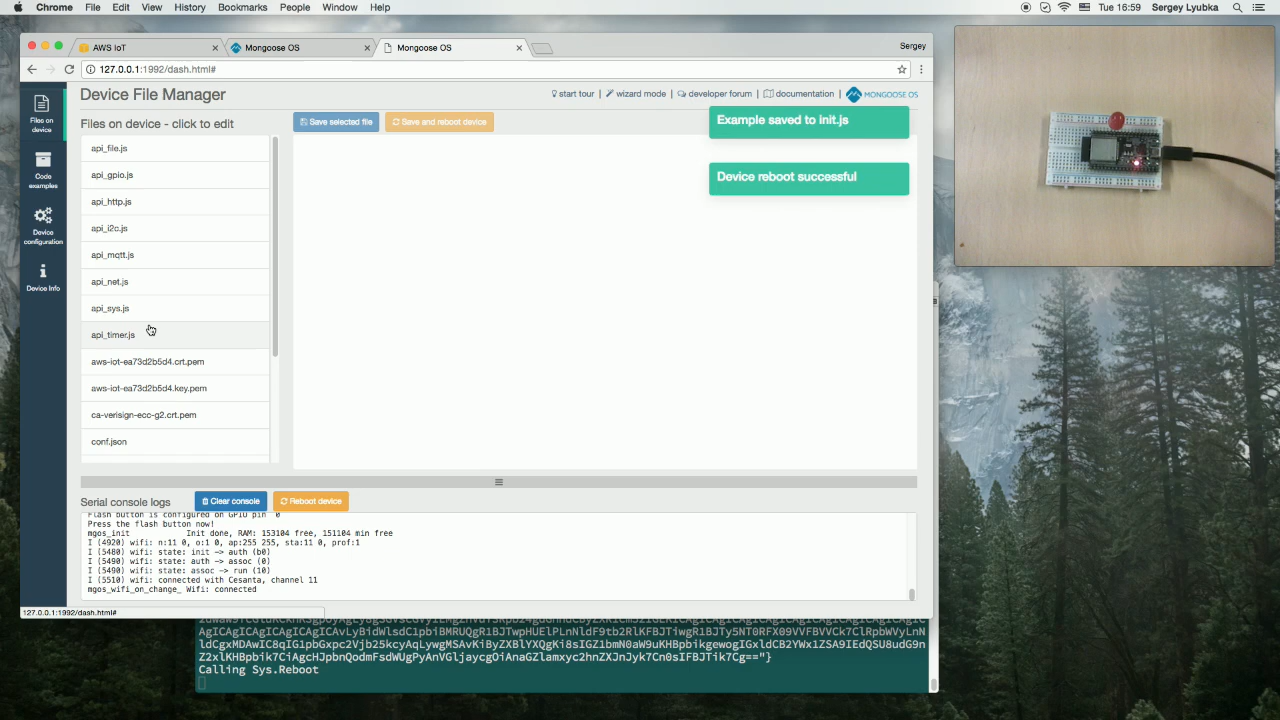 Chrome File Edit View History Bookmarks People Window Help Tue 16:59 Sergey Lyubka
AWS IoT Mongoose OS Mongoose OS Sergey
127.0.0.1:1992/dash.html#
Device File Manager
start tour | wizard mode | developer forum | documentation | MONGOOSE OS
Files on device
Code examples
Device configuration
Device Info
Files on device - click to edit
Save selected file Save and reboot device
Example saved to init.js
Device reboot successful
api_file.js
api_gpio.js
api_http.js
api_i2c.js
api_mqtt.js
api_net.js
api_sys.js
api_timer.js
aws-iot-ea73d2b5d4.crt.pem
aws-iot-ea73d2b5d4.key.pem
ca-verisign-ecc-g2.crt.pem
conf.json
Serial console logs Clear console Reboot device
Flash button is configured on GPIO pin 0
Press the flash button now!
mgos_init Init done, RAM: 153104 free, 151104 min free
I (4920) wifi: n:11 0, o:1 0, ap:255 255, sta:11 0, prof:1
I (5480) wifi: state: init -> auth (b0)
I (5490) wifi: state: auth -> assoc (0)
I (5490) wifi: state: assoc -> run (10)
I (5510) wifi: connected with Cesanta, channel 11
mgos_wifi_on_change_ Wifi: connected
127.0.0.1:1992/dash.html#
Calling Sys.Reboot